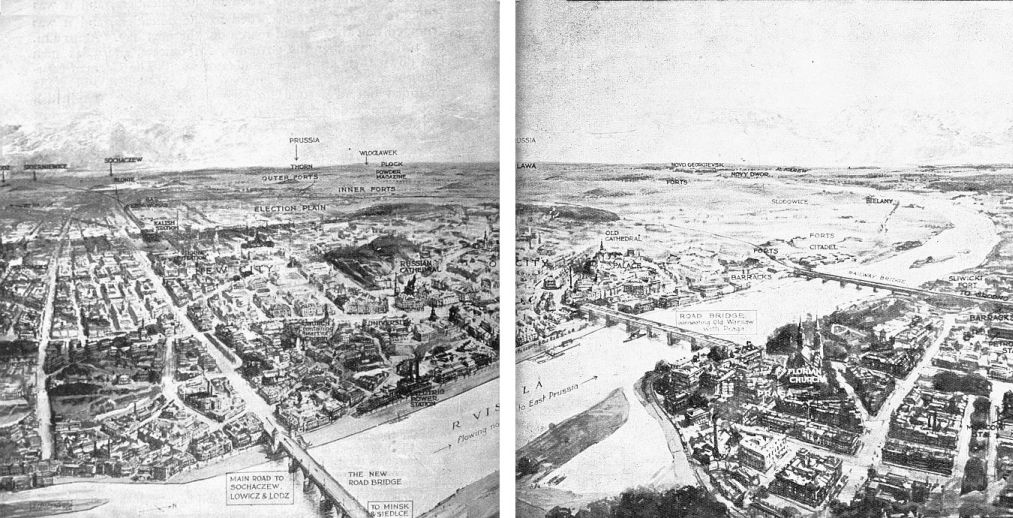 PRUSSIA
WLOCLAWEK
SOCHACZEW
THORN
PLOCK
BLONIE
OUTER FORTS
POWDER
MAGAZINE
INNER FORTS
ELECTION PLAIN
KALISH
STATION
NEW CITY
RUSSIAN
CATHEDRAL
ELECTRIC
POWER
STATION
R VIS
flowing no
MAIN ROAD TO
SOCHACZEW,
LOWICZ & LODZ
THE NEW
ROAD BRIDGE
TO MINSK
& SIEDLCE
N
USSIA
LAWA
NOVO GEORGIEVSK
NOVY DWOR
FORTS
SLODOWICE
BIELANY
OLD
CATHEDRAL
FORTS
CITADEL
FORTS
PALACE
BARRACKS
RAILWAY BRIDGE
SLIWICKI
FORT
ROAD BRIDGE
connecting Old Warsaw
with Praga
BARRACKS
FLORIAN
CHURCH
L A
to East Prussia